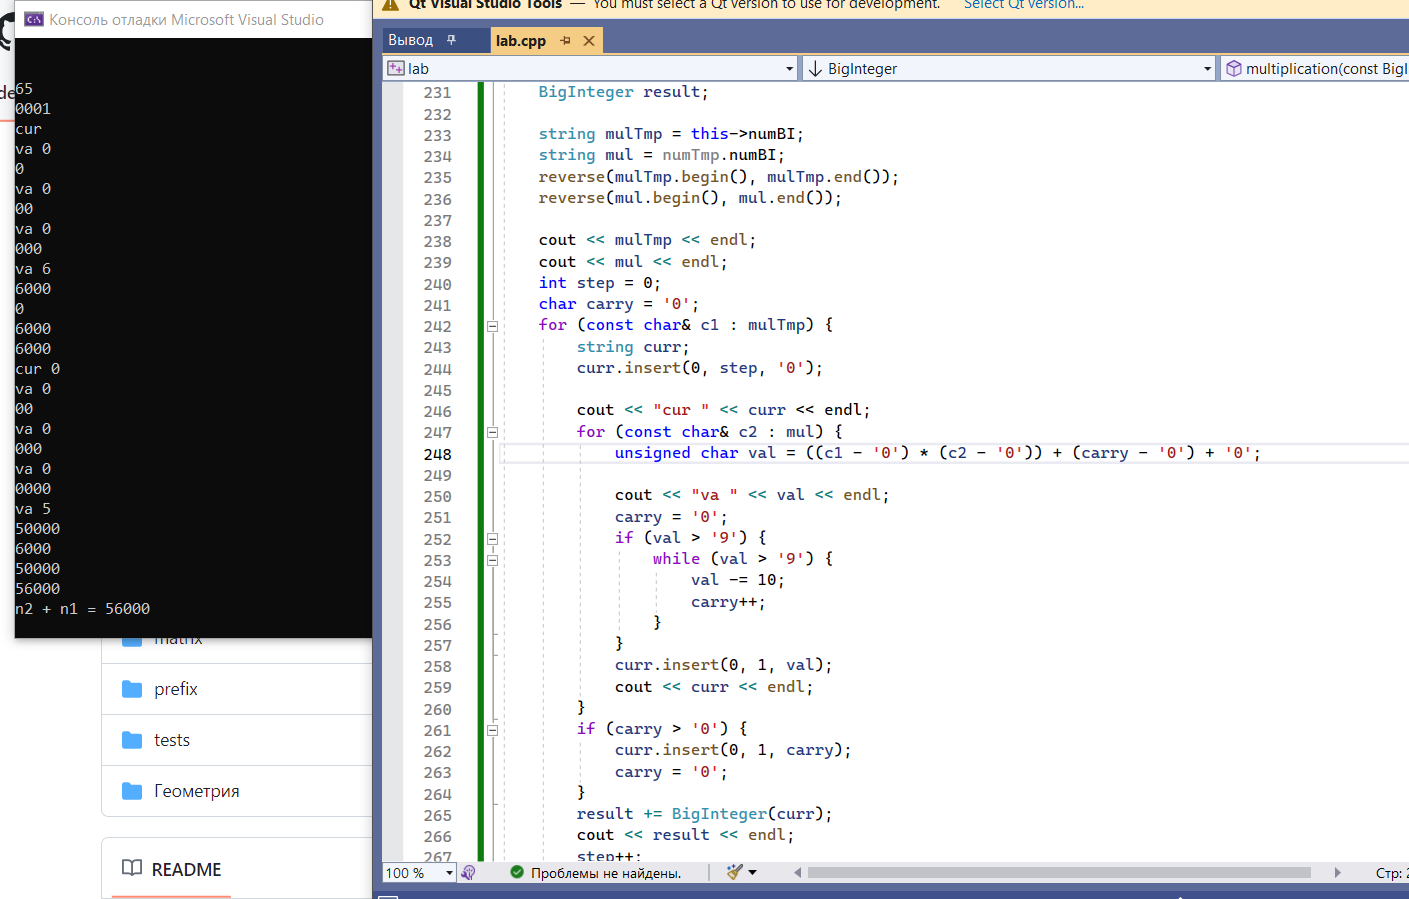 Консоль отладки Microsoft Visual Studio
65
0001
cur
va 0
0
va 0
00
va 0
000
va 6
6000
0
6000
6000
cur 0
va 0
00
va 0
000
va 0
0000
va 5
50000
6000
50000
56000
n2 + n1 = 56000
matrix
prefix
tests
Геометрия
README
Qt Visual Studio Tools — You must select a Qt version to use for development. Select Qt version...
Вывод lab.cpp
lab BigInteger multiplication(const BigI
231 BigInteger result;
232
233 string mulTmp = this->numBI;
234 string mul = numTmp.numBI;
235 reverse(mulTmp.begin(), mulTmp.end());
236 reverse(mul.begin(), mul.end());
237
238 cout << mulTmp << endl;
239 cout << mul << endl;
240 int step = 0;
241 char carry = '0';
242 for (const char& c1 : mulTmp) {
243 string curr;
244 curr.insert(0, step, '0');
245
246 cout << "cur " << curr << endl;
247 for (const char& c2 : mul) {
248 unsigned char val = ((c1 - '0') * (c2 - '0')) + (carry - '0') + '0';
249
250 cout << "va " << val << endl;
251 carry = '0';
252 if (val > '9') {
253 while (val > '9') {
254 val -= 10;
255 carry++;
256 }
257 }
258 curr.insert(0, 1, val);
259 cout << curr << endl;
260 }
261 if (carry > '0') {
262 curr.insert(0, 1, carry);
263 carry = '0';
264 }
265 result += BigInteger(curr);
266 cout << result << endl;
267 step++;
100 % Проблемы не найдены. Стр: 2